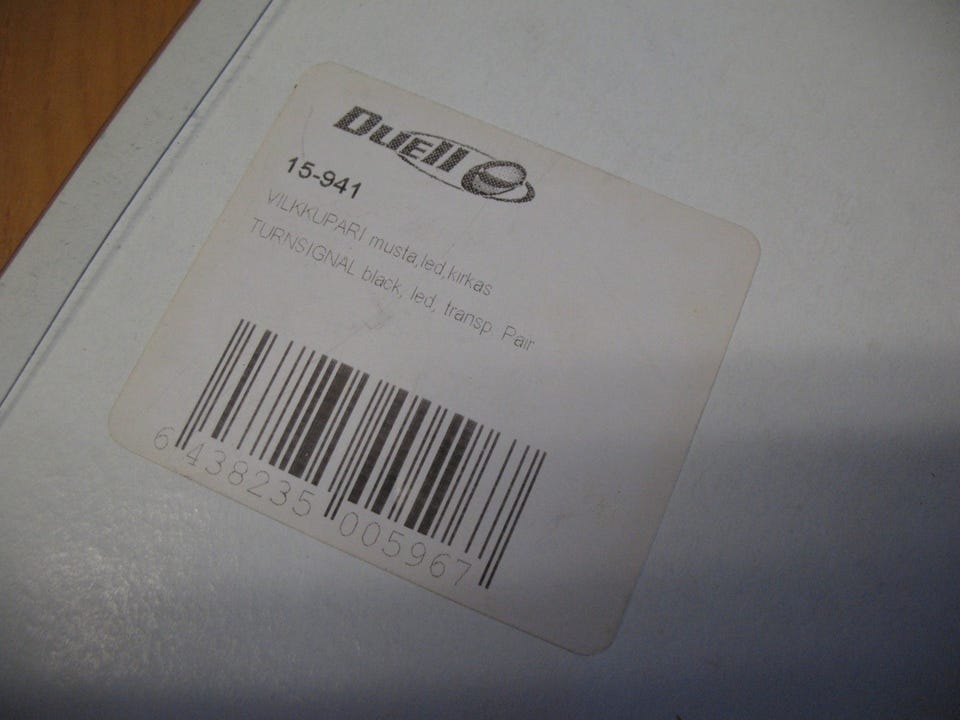 Duell
15-941
VILKKUPARI musta,led,kirkas
TURNSIGNAL black, led, transp. Pair
6 438235 005967